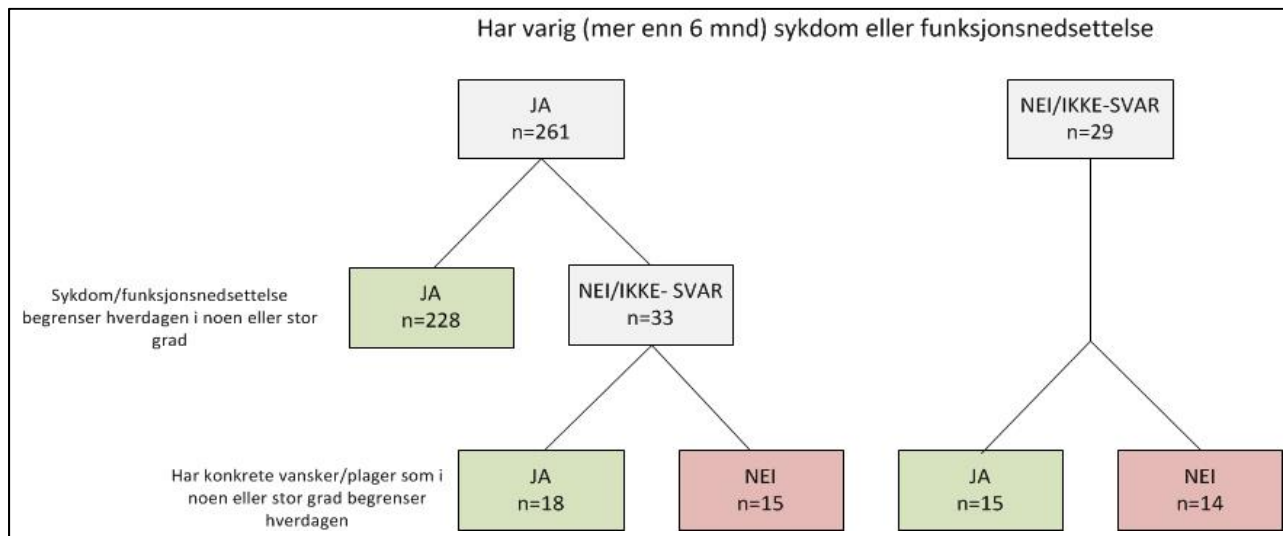 Har varig (mer enn 6 mnd) sykdom eller funksjonsnedsettelse
JA
n=261
NEI/IKKE-SVAR
n=29
Sykdom/funksjonsnedsettelse
begrenser hverdagen i noen eller stor
grad
JA
n=228
NEI/IKKE- SVAR
n=33
Har konkrete vansker/plager som i
noen eller stor grad begrenser
hverdagen
JA
n=18
NEI
n=15
JA
n=15
NEI
n=14